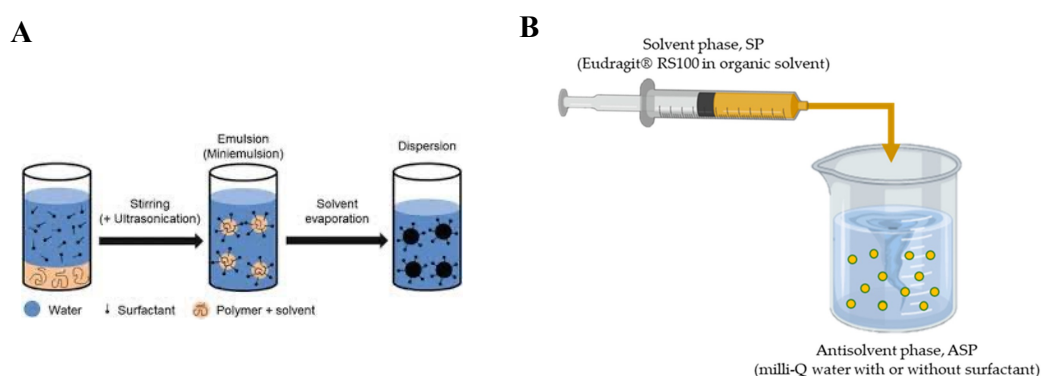 A
Emulsion
(Miniemulsion)
Dispersion
Stirring
(+ Ultrasonication)
Solvent
evaporation
Water
Surfactant
Polymer + solvent
B
Solvent phase, SP
(Eudragit® RS100 in organic solvent)
Antisolvent phase, ASP
(milli-Q water with or without surfactant)